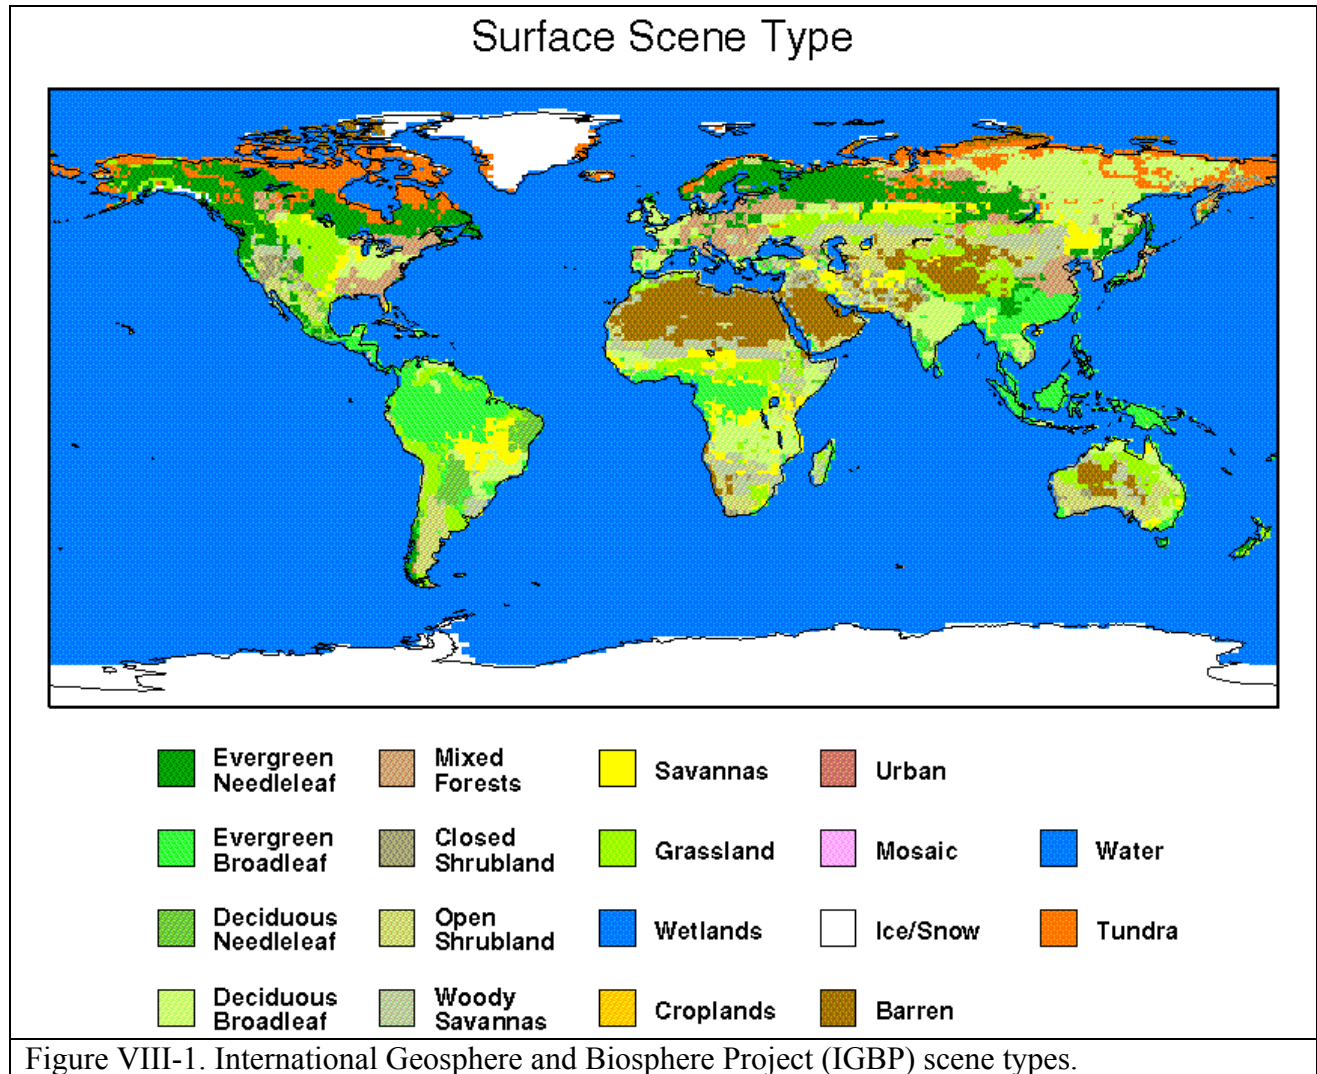 Surface Scene Type
Evergreen
Needleleaf
Mixed
Forests
Savannas
Urban
Evergreen
Broadleaf
Closed
Shrubland
Grassland
Mosaic
Water
Deciduous
Needleleaf
Open
Shrubland
Wetlands
Ice/Snow
Tundra
Deciduous
Broadleaf
Woody
Savannas
Croplands
Barren
Figure VIII-1. International Geosphere and Biosphere Project (IGBP) scene types.